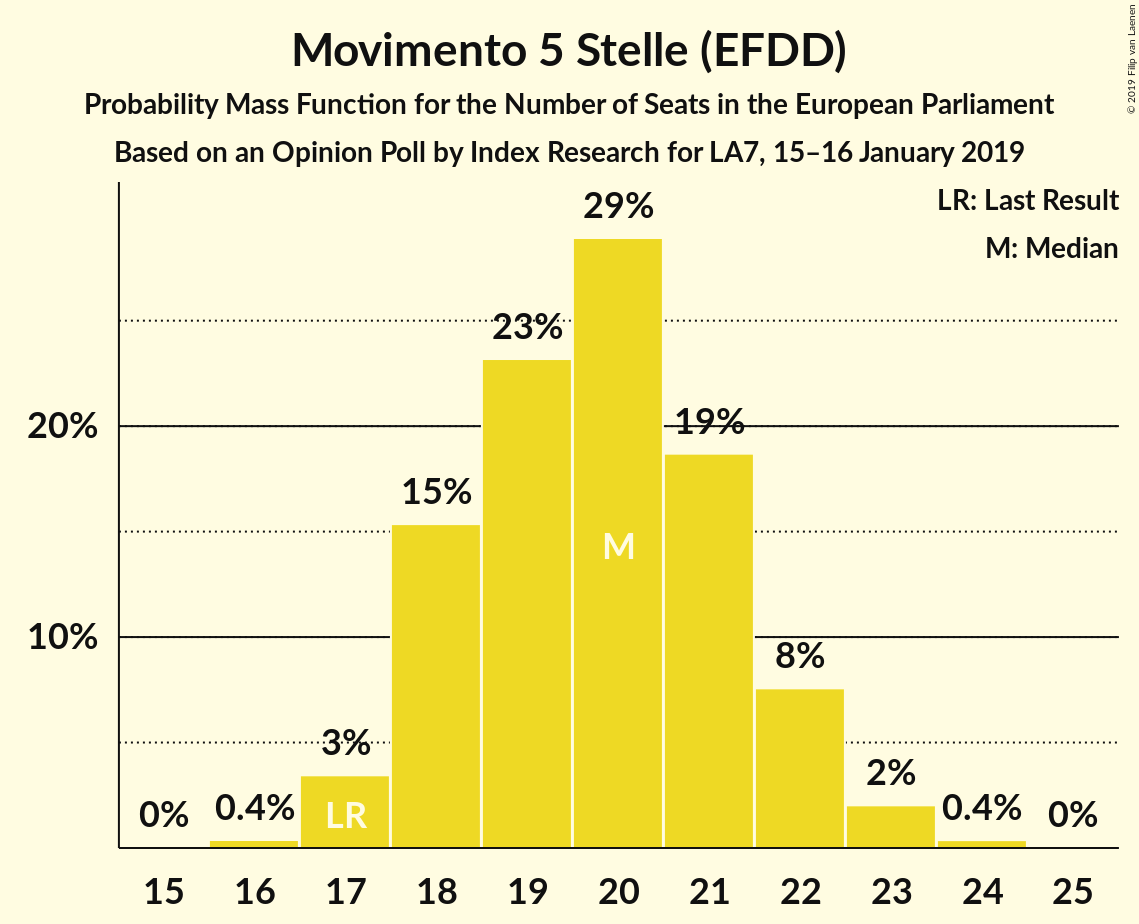 Movimento 5 Stelle (EFDD)
Probability Mass Function for the Number of Seats in the European Parliament
Based on an Opinion Poll by Index Research for LA7, 15–16 January 2019
© 2019 Filip van Laenen
LR: Last Result
M: Median
29%
23%
20%
19%
15%
M
10%
8%
3%
2%
0%
0.4%
LR
0.4%
0%
15 16 17 18 19 20 21 22 23 24 25